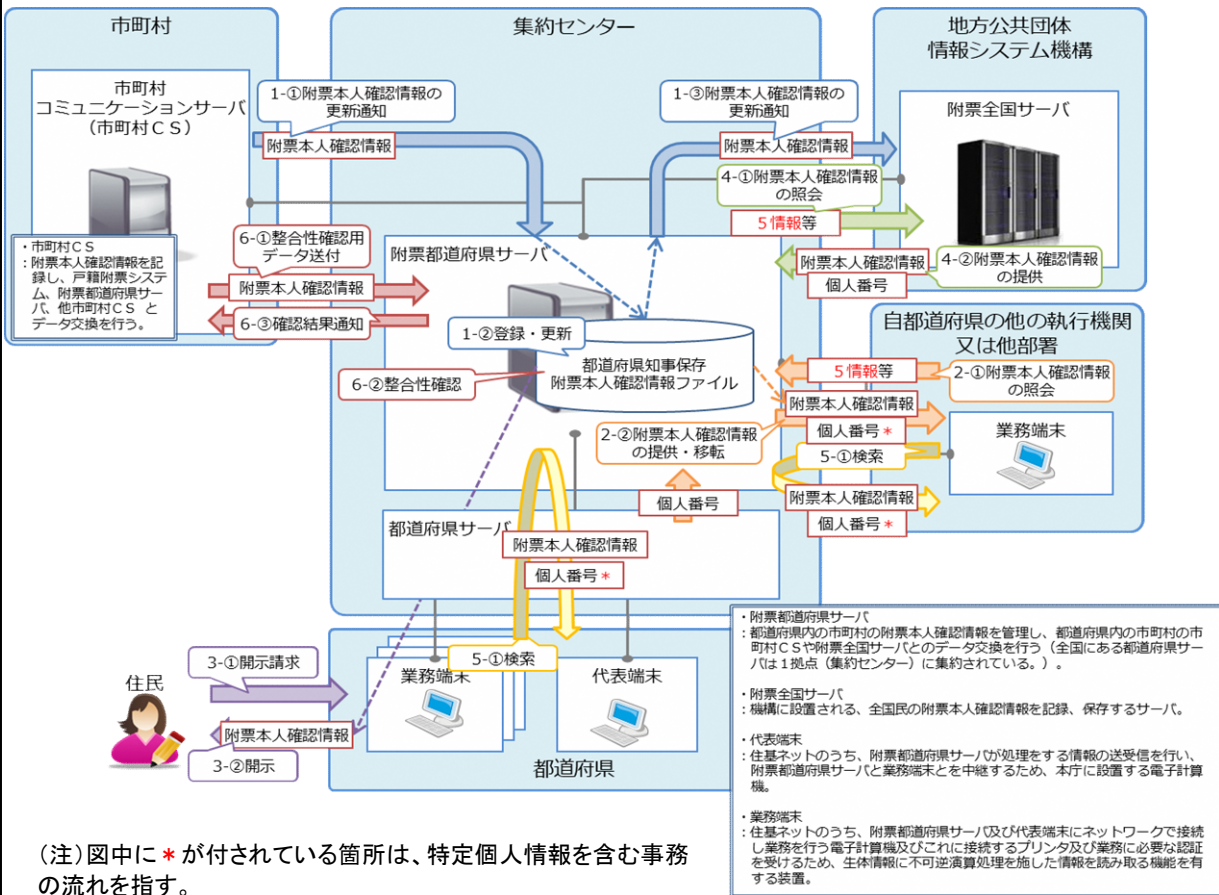 市町村
集約センター
地方公共団体
情報システム機構
市町村
コミュニケーションサーバ
（市町村ＣＳ）
1-①附票本人確認情報の
更新通知
附票本人確認情報
1-③附票本人確認情報の
更新通知
附票本人確認情報
附票全国サーバ
4-①附票本人確認情報
の照会
５情報等
附票本人確認情報
個人番号
4-②附票本人確認情報
の提供
・市町村ＣＳ
：附票本人確認情報を記
録し、戸籍附票システ
ム、附票都道府県サー
バ、他市町村ＣＳ と
データ交換を行う。
6-①整合性確認用
データ送付
附票本人確認情報
6-③確認結果通知
附票都道府県サーバ
1-②登録・更新
6-②整合性確認
都道府県知事保存
附票本人確認情報ファイル
自都道府県の他の執行機関
又は他部署
５情報等
2-①附票本人確認情報
の照会
附票本人確認情報
個人番号＊
2-②附票本人確認情報
の提供・移転
業務端末
5-①検索
附票本人確認情報
個人番号＊
個人番号
都道府県サーバ
附票本人確認情報
個人番号＊
5-①検索
業務端末
代表端末
都道府県
住民
3-①開示請求
附票本人確認情報
3-②開示
・附票都道府県サーバ
：都道府県内の市町村の附票本人確認情報を管理し、都道府県内の市町村の市
町村ＣＳや附票全国サーバとのデータ交換を行う（全国にある都道府県サー
バは１拠点（集約センター）に集約されている。）。
・附票全国サーバ
：機構に設置される、全国民の附票本人確認情報を記録、保存するサーバ。
・代表端末
：住基ネットのうち、附票都道府県サーバが処理をする情報の送受信を行い、
附票都道府県サーバと業務端末とを中継するため、本庁に設置する電子計算
機。
・業務端末
：住基ネットのうち、附票都道府県サーバ及び代表端末にネットワークで接続
し業務を行う電子計算機及びこれに接続するプリンタ及び業務に必要な認証
を受けるため、生体情報に不可逆演算処理を施した情報を読み取る機能を有
する装置。
（注）図中に＊が付されている箇所は、特定個人情報を含む事務
の流れを指す。